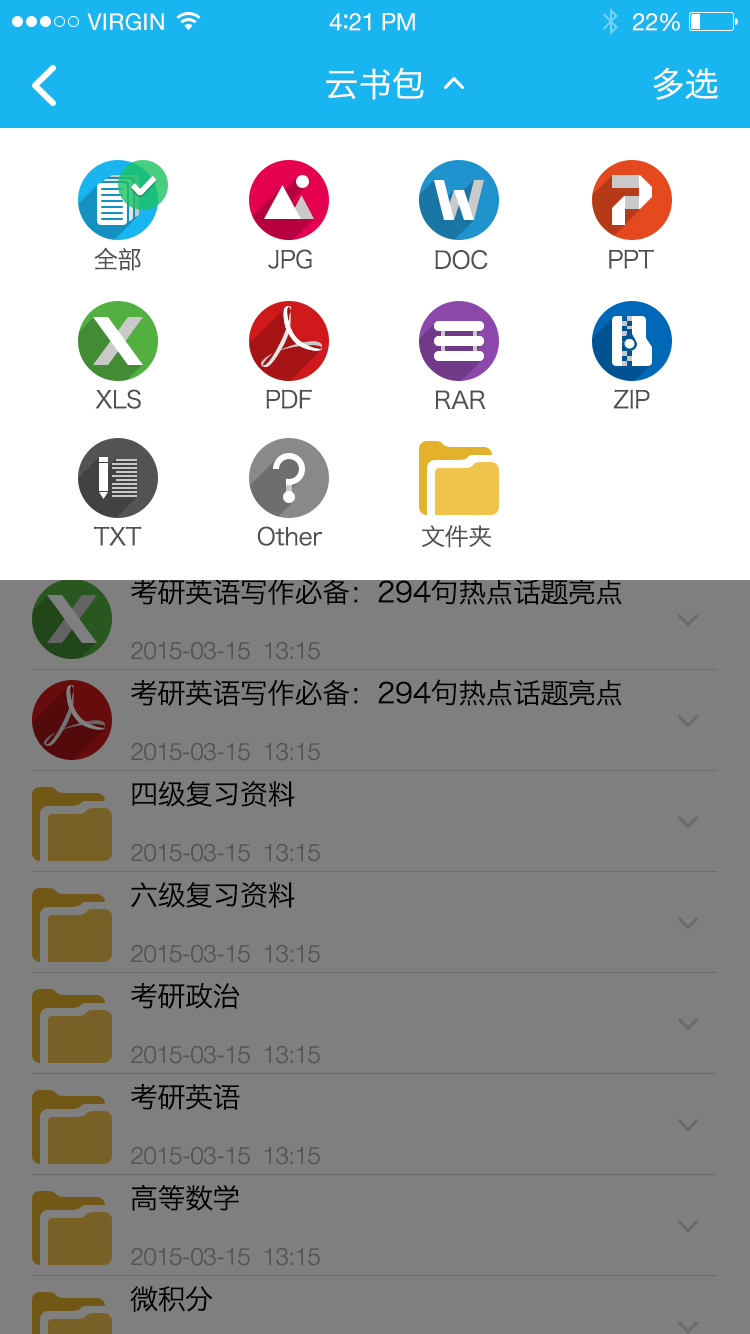 VIRGIN 4:21 PM 22%
云书包 多选
全部 JPG DOC PPT
XLS PDF RAR ZIP
TXT Other 文件夹
考研英语写作必备：294句热点话题亮点
2015-03-15 13:15
考研英语写作必备：294句热点话题亮点
2015-03-15 13:15
四级复习资料
2015-03-15 13:15
六级复习资料
2015-03-15 13:15
考研政治
2015-03-15 13:15
考研英语
2015-03-15 13:15
高等数学
2015-03-15 13:15
微积分